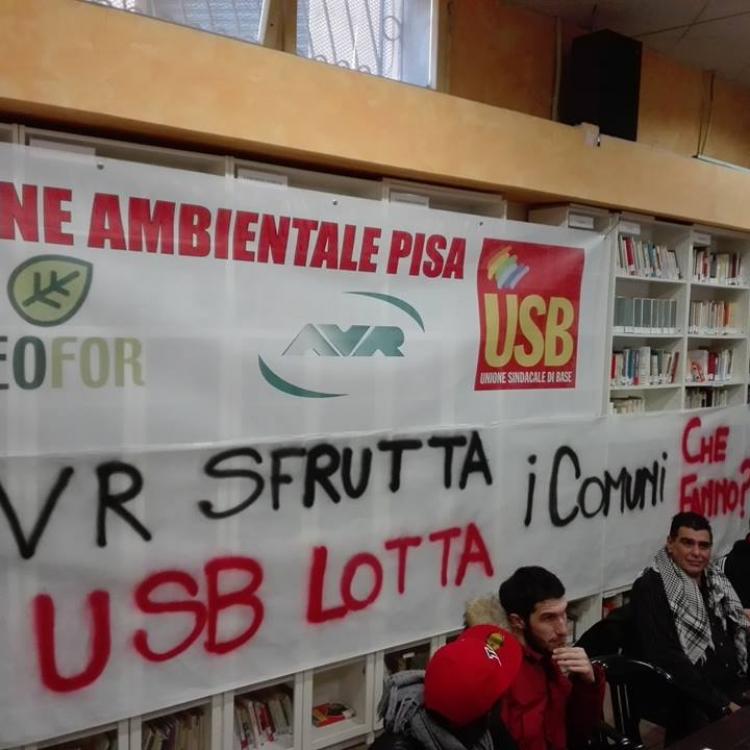 NE AMBIENTALE PISA
EOFOR
AVR
USB
UNIONE SINDACALE DI BASE
VR SFRUTTA i COMUNI CHE FANNO?
USB LOTTA